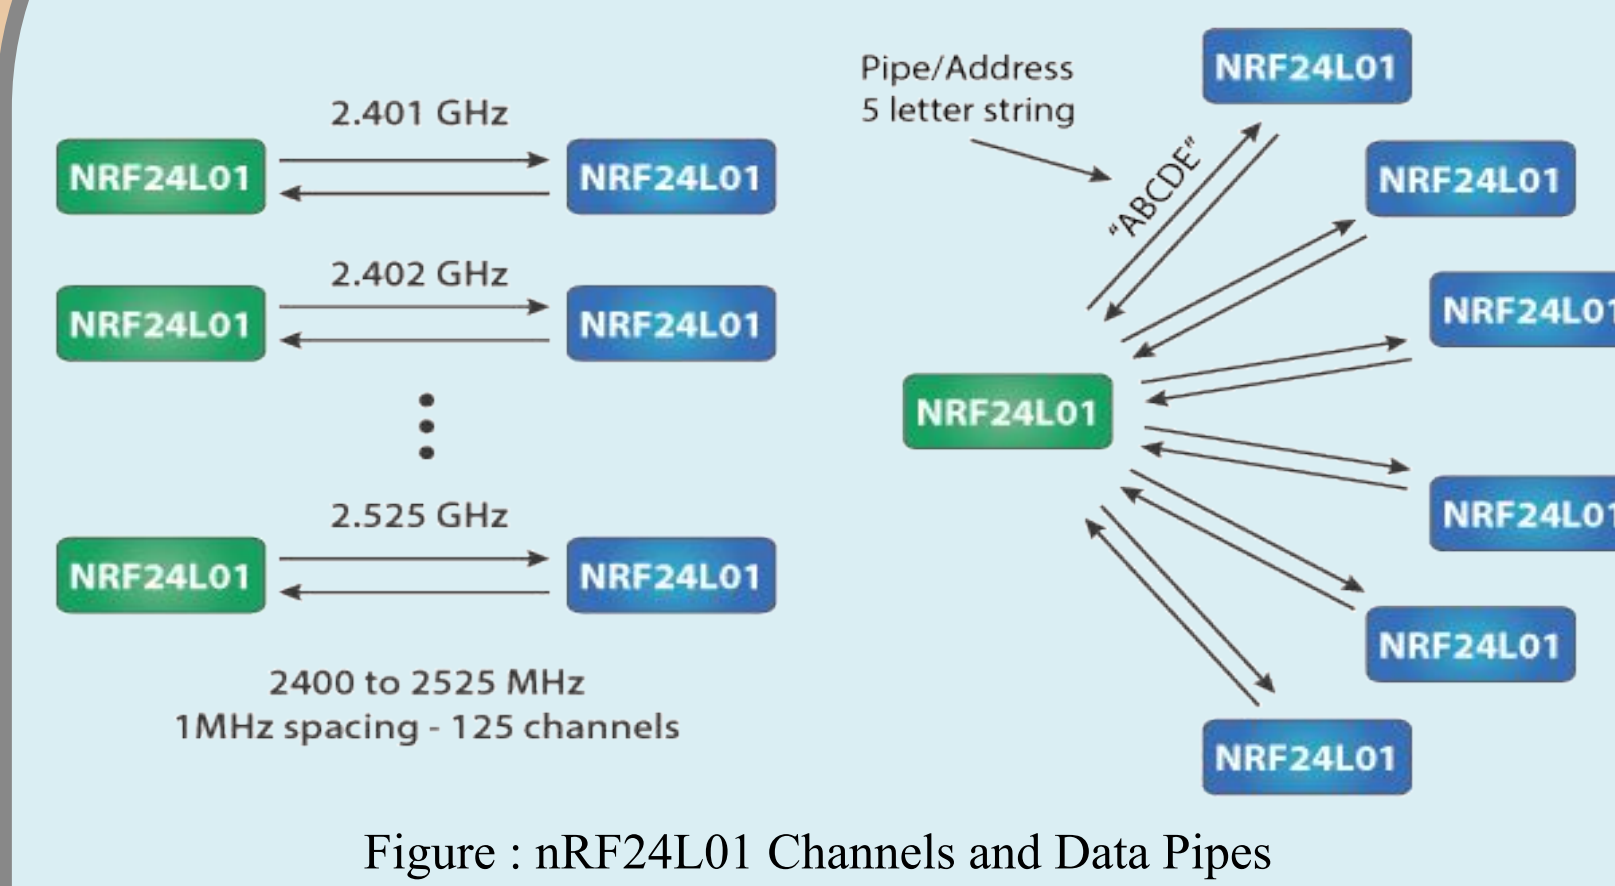 2.401 GHz
NRF24L01
NRF24L01
2.402 GHz
NRF24L01
NRF24L01
2.525 GHz
NRF24L01
NRF24L01
2400 to 2525 MHz
1MHz spacing - 125 channels
Pipe/Address
5 letter string
"ABCDE"
NRF24L01
NRF24L01
NRF24L01
NRF24L01
NRF24L01
NRF24L01
NRF24L01
Figure : nRF24L01 Channels and Data Pipes